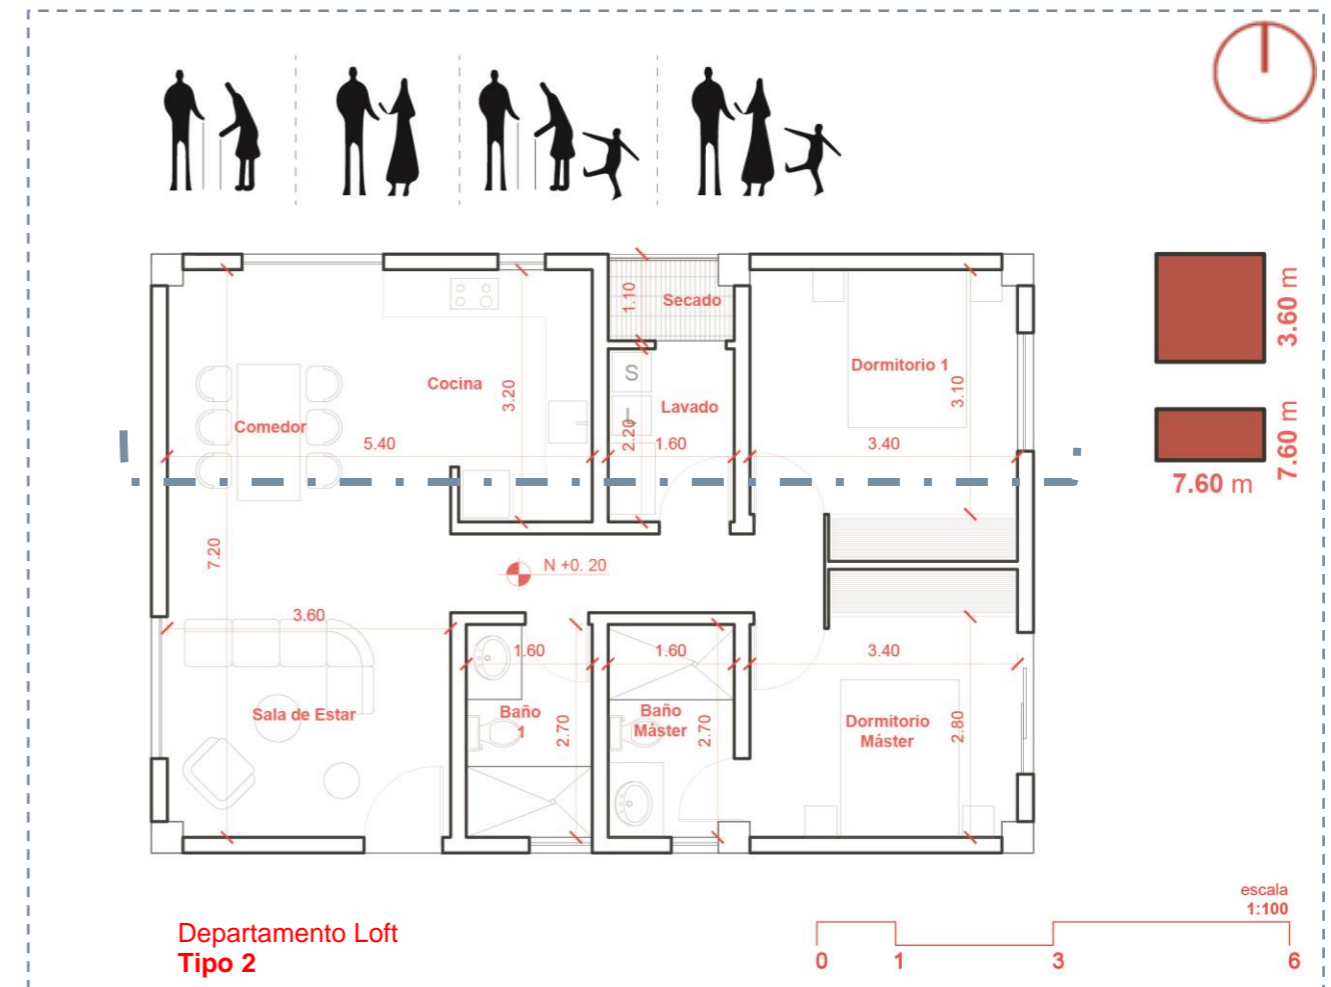 3.60 m
7.60 m
7.60 m
Secado
1.10
Dormitorio 1
3.10
Cocina
3.20
S
Lavado
L
2.20
1.60
Comedor
5.40
3.40
7.20
N +0. 20
3.60
1.60
1.60
3.40
Sala de Estar
Baño
1
2.70
Baño
Máster
2.70
Dormitorio
Máster
2.80
escala
1:100
Departamento Loft
Tipo 2
0 1 3 6